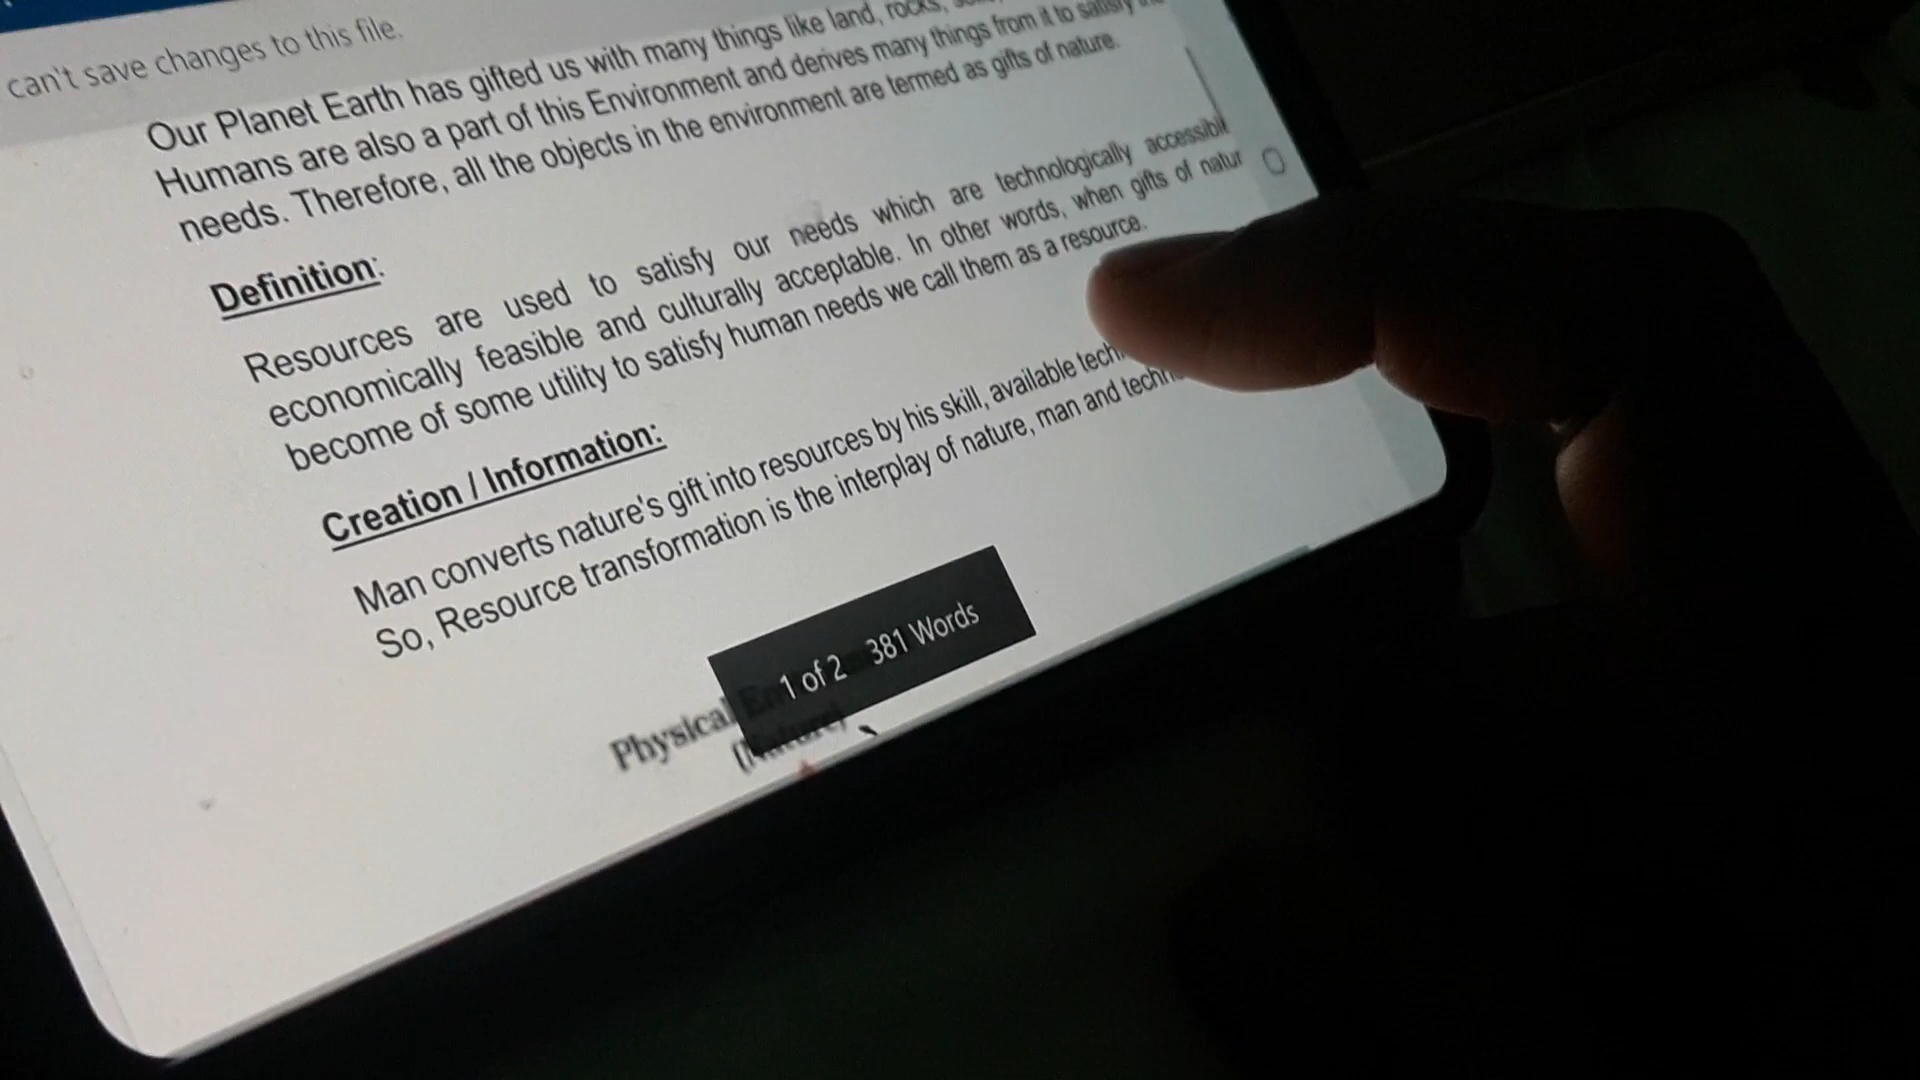 can't save changes to this file.
Our Planet Earth has gifted us with many things like land, rocks,
Humans are also a part of this Environment and derives many things from it to satisfy
needs. Therefore, all the objects in the environment are termed as gifts of nature.
Definition:
Resources are used to satisfy our needs which are technologically accessibl
economically feasible and culturally acceptable. In other words, when gifts of natur
become of some utility to satisfy human needs we call them as a resource.
Creation / Information:
Man converts nature's gift into resources by his skill, available tech
So, Resource transformation is the interplay of nature, man and techn
1 of 2 381 Words
Physical
(Nature)